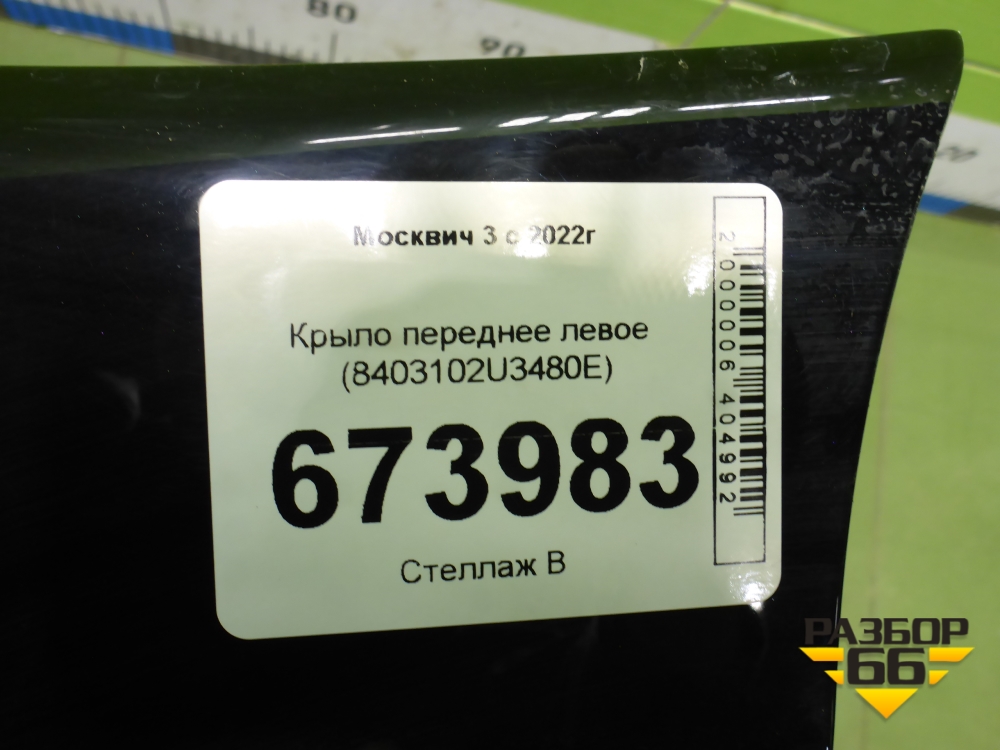 80
90
Москвич 3 с 2022г
Крыло переднее левое
(8403102U3480E)
673983
Стеллаж В
2000006404992
РАЗБОР
66